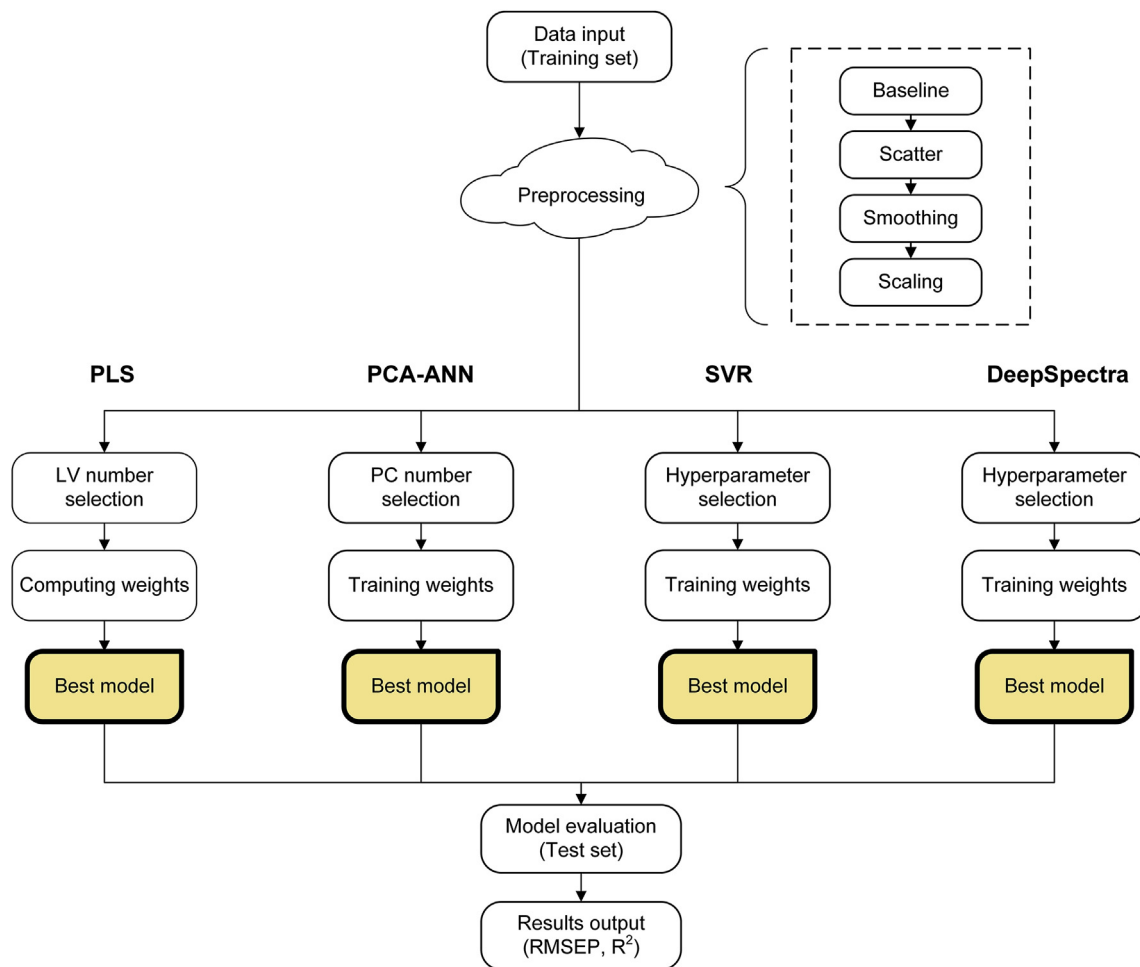 Data input
(Training set)
Preprocessing
Baseline
Scatter
Smoothing
Scaling
PLS
PCA-ANN
SVR
DeepSpectra
LV number
selection
PC number
selection
Hyperparameter
selection
Hyperparameter
selection
Computing weights
Training weights
Training weights
Training weights
Best model
Best model
Best model
Best model
Model evaluation
(Test set)
Results output
(RMSEP, R²)